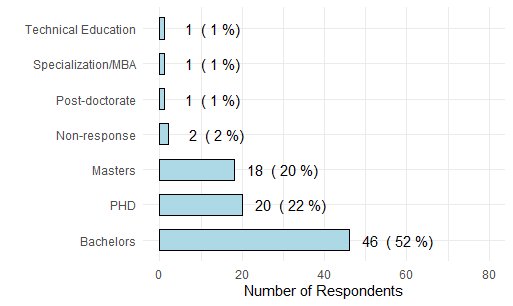 Technical Education 1 ( 1 %)
Specialization/MBA 1 ( 1 %)
Post-doctorate 1 ( 1 %)
Non-response 2 ( 2 %)
Masters 18 ( 20 %)
PHD 20 ( 22 %)
Bachelors 46 ( 52 %)
0 20 40 60 80
Number of Respondents